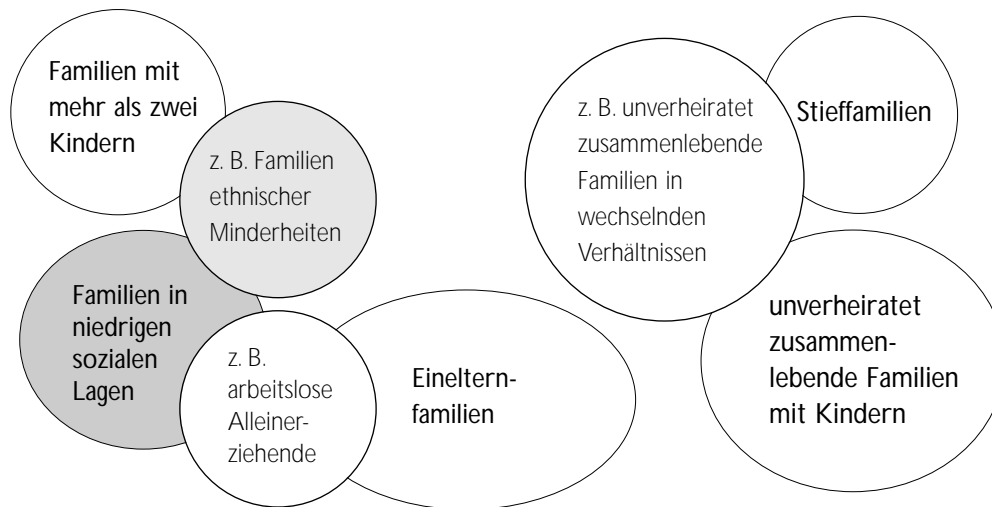 Familien mit
mehr als zwei
Kindern
z. B. Familien
ethnischer
Minderheiten
Familien in
niedrigen
sozialen
Lagen
z. B.
arbeitslose
Alleiner-
ziehende
Eineltern-
familien
z. B. unverheiratet
zusammenlebende
Familien in
wechselnden
Verhältnissen
Stieffamilien
unverheiratet
zusammen-
lebende Familien
mit Kindern